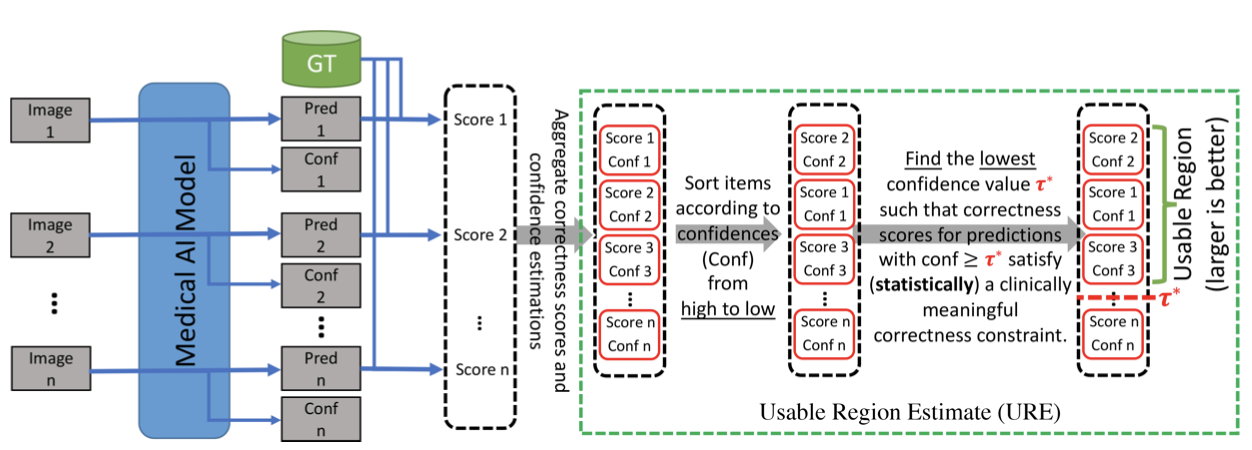 GT
Image
1
Image
2
Image
n
Medical AI Model
Pred
1
Conf
1
Pred
2
Conf
2
Pred
n
Conf
n
Score 1
Score 2
Score n
Aggregate correctness scores and
confidence estimations
Score 1
Conf 1
Score 2
Conf 2
Score 3
Conf 3
Score n
Conf n
Sort items
according to
confidences
(Conf)
from
high to low
Score 2
Conf 2
Score 1
Conf 1
Score 3
Conf 3
Score n
Conf n
Find the lowest
confidence value τ*
such that correctness
scores for predictions
with conf ≥ τ* satisfy
(statistically) a clinically
meaningful
correctness constraint.
Score 2
Conf 2
Score 1
Conf 1
Score 3
Conf 3
τ*
Score n
Conf n
Usable Region
(larger is better)
Usable Region Estimate (URE)